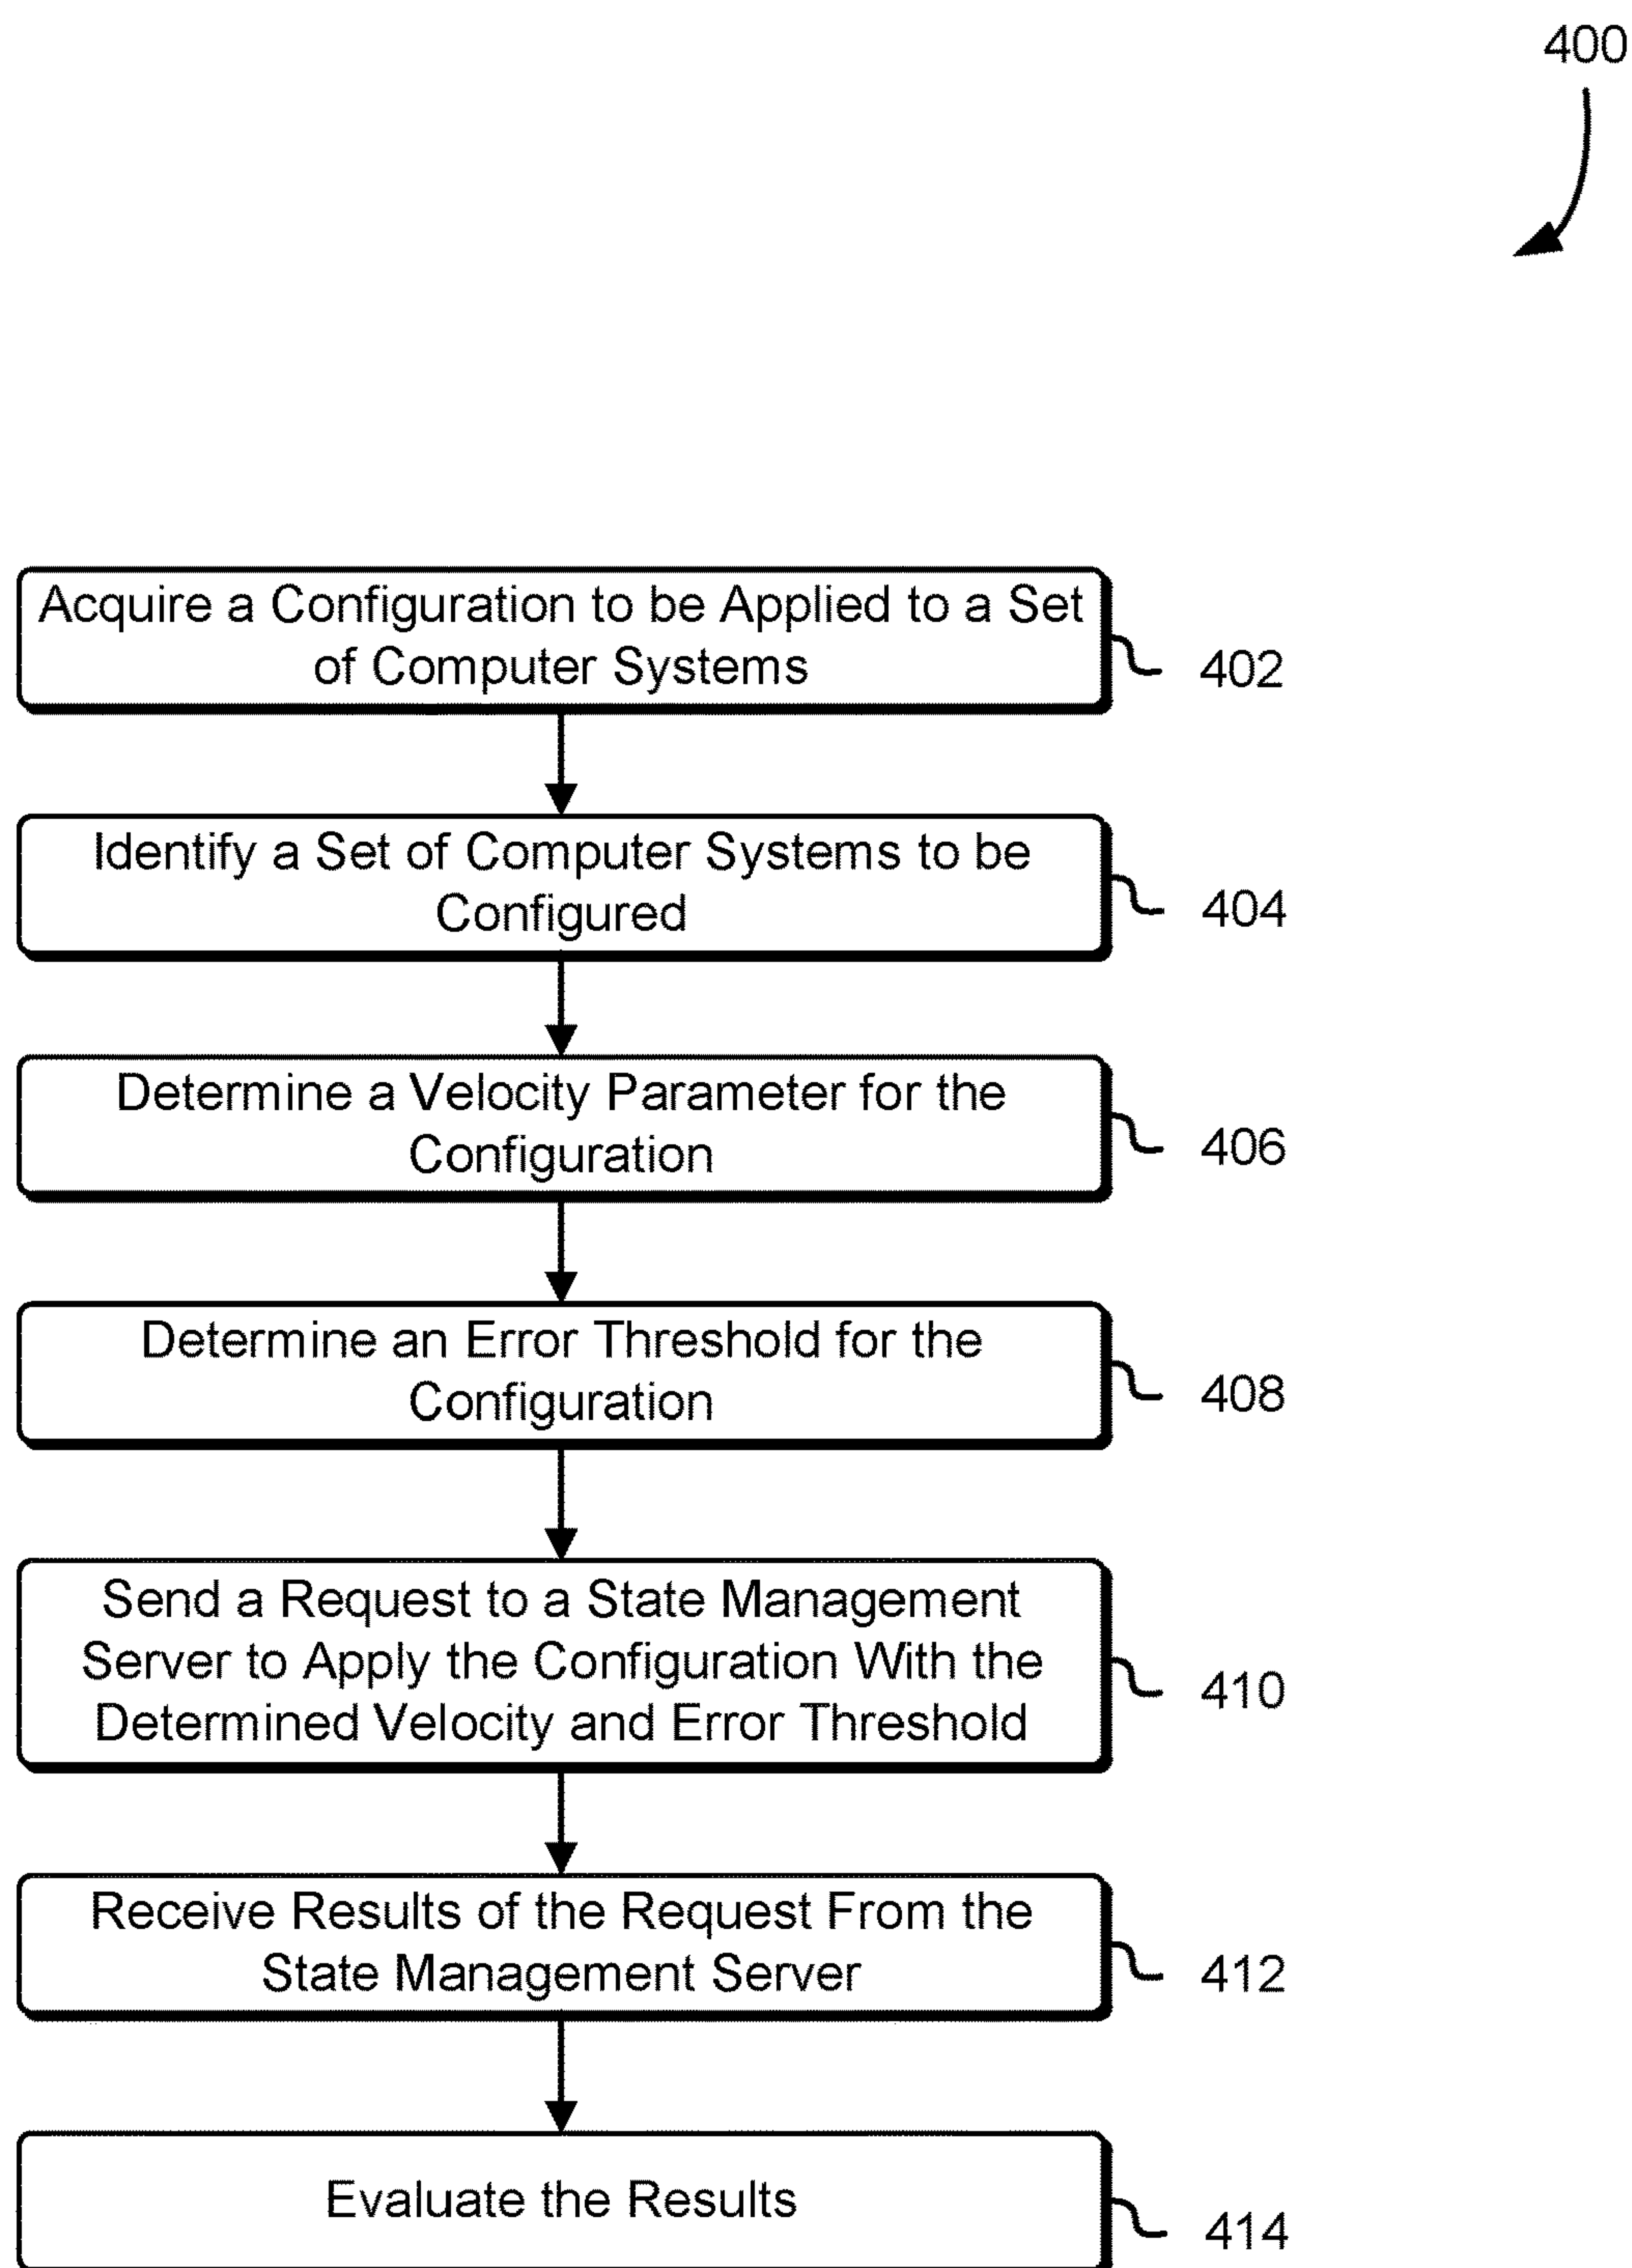 400
Acquire a Configuration to be Applied to a Set
of Computer Systems
402
Identify a Set of Computer Systems to be
Configured
404
Determine a Velocity Parameter for the
Configuration
406
Determine an Error Threshold for the
Configuration
408
Send a Request to a State Management
Server to Apply the Configuration With the
Determined Velocity and Error Threshold
410
Receive Results of the Request From the
State Management Server
412
Evaluate the Results
414